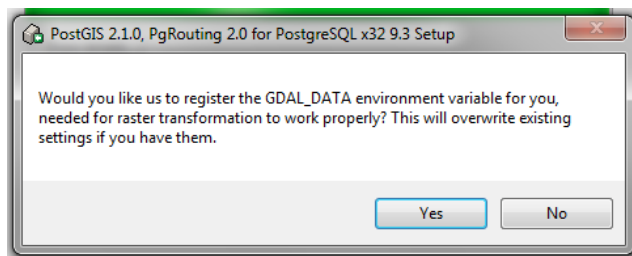 PostGIS 2.1.0, PgRouting 2.0 for PostgreSQL x32 9.3 Setup
Would you like us to register the GDAL_DATA environment variable for you,
needed for raster transformation to work properly? This will overwrite existing
settings if you have them.
Yes No